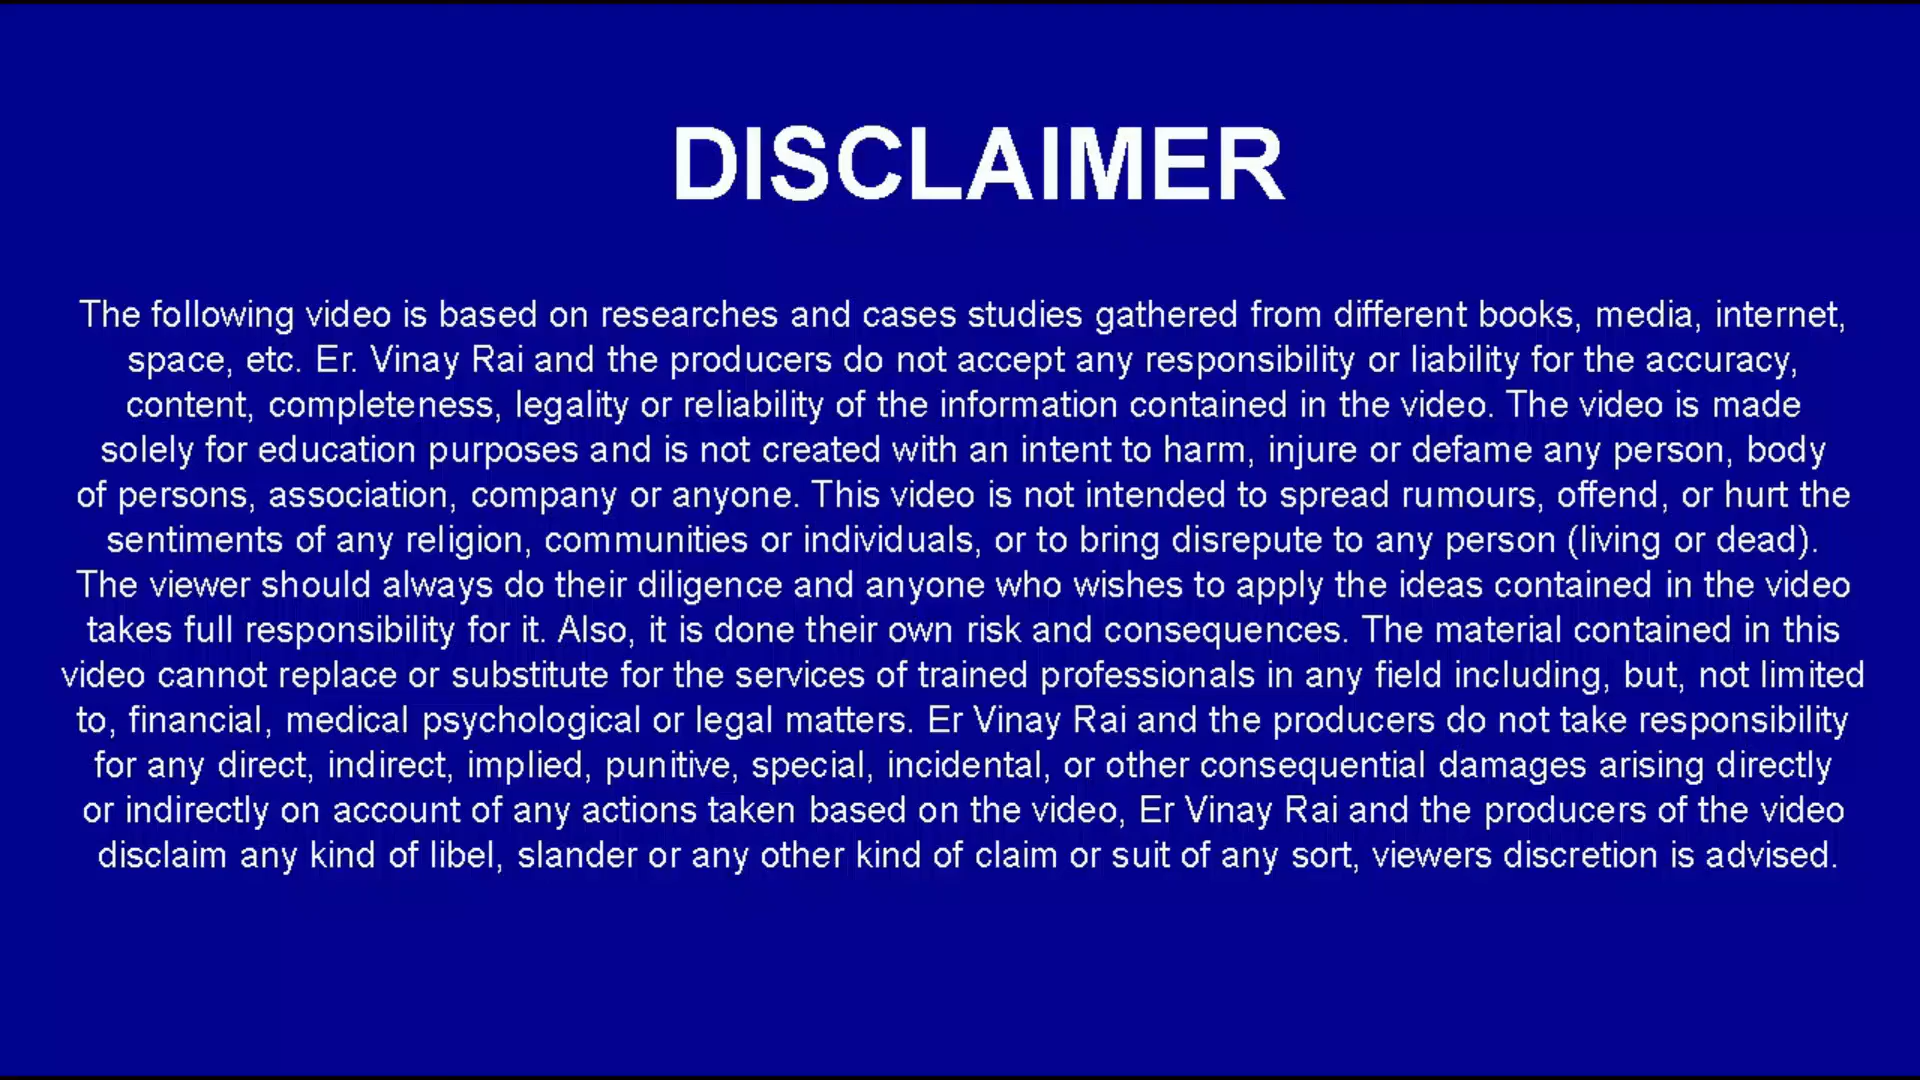 DISCLAIMER
The following video is based on researches and cases studies gathered from different books, media, internet,
space, etc. Er. Vinay Rai and the producers do not accept any responsibility or liability for the accuracy,
content, completeness, legality or reliability of the information contained in the video. The video is made
solely for education purposes and is not created with an intent to harm, injure or defame any person, body
of persons, association, company or anyone. This video is not intended to spread rumours, offend, or hurt the
sentiments of any religion, communities or individuals, or to bring disrepute to any person (living or dead).
The viewer should always do their diligence and anyone who wishes to apply the ideas contained in the video
takes full responsibility for it. Also, it is done their own risk and consequences. The material contained in this
video cannot replace or substitute for the services of trained professionals in any field including, but, not limited
to, financial, medical psychological or legal matters. Er Vinay Rai and the producers do not take responsibility
for any direct, indirect, implied, punitive, special, incidental, or other consequential damages arising directly
or indirectly on account of any actions taken based on the video, Er Vinay Rai and the producers of the video
disclaim any kind of libel, slander or any other kind of claim or suit of any sort, viewers discretion is advised.